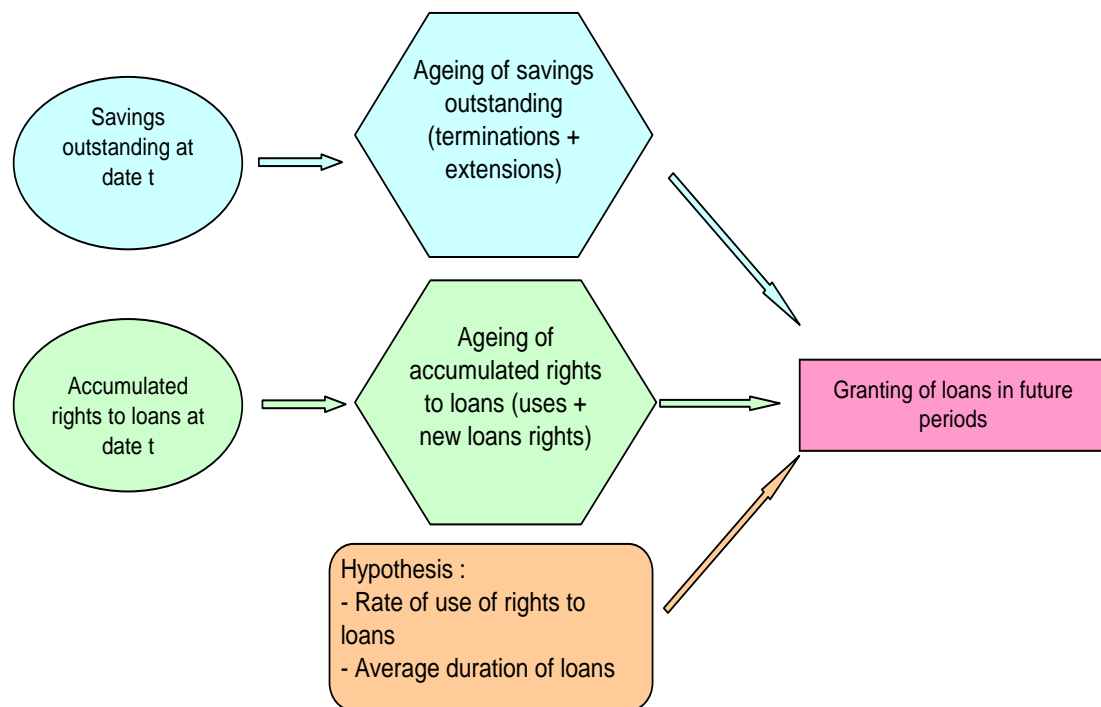 Savings
outstanding at
date t
Ageing of savings
outstanding
(terminations +
extensions)
Accumulated
rights to loans at
date t
Ageing of
accumulated rights
to loans (uses +
new loans rights)
Granting of loans in future
periods
Hypothesis :
- Rate of use of rights to
loans
- Average duration of loans